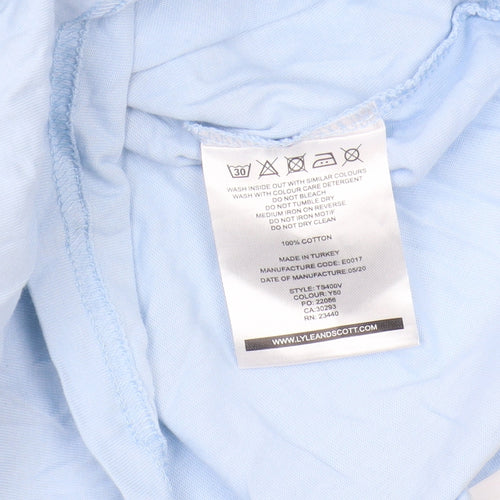 30
WASH INSIDE OUT WITH SIMILAR COLOURS
WASH WITH COLOUR CARE DETERGENT
DO NOT BLEACH
DO NOT TUMBLE DRY
MEDIUM IRON ON REVERSE
DO NOT IRON MOTIF
DO NOT DRY CLEAN
100% COTTON
MADE IN TURKEY
MANUFACTURE CODE: E0017
DATE OF MANUFACTURE:05/20
STYLE: TS400V
COLOUR: Y50
PO. 22086
CA:30293
RN. 23440
WWW.LYLEANDSCOTT.COM